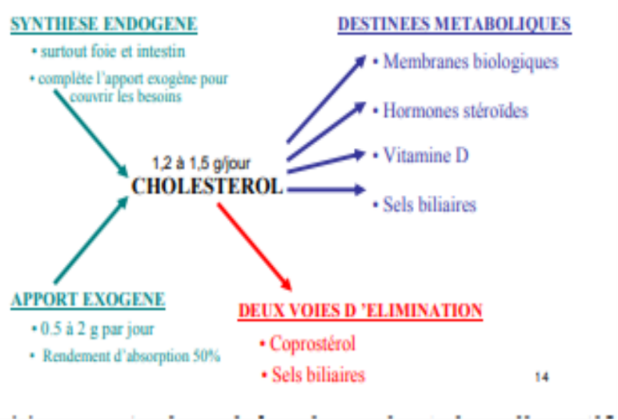 SYNTHESE ENDOGENE
• surtout foie et intestin
• complète l'apport exogène pour
couvrir les besoins
DESTINEES METABOLIQUES
• Membranes biologiques
• Hormones stéroïdes
• Vitamine D
• Sels biliaires
1,2 à 1,5 g/jour
CHOLESTEROL
APPORT EXOGENE
• 0.5 à 2 g par jour
• Rendement d'absorption 50%
DEUX VOIES D 'ELIMINATION
• Coprostérol
• Sels biliaires
14